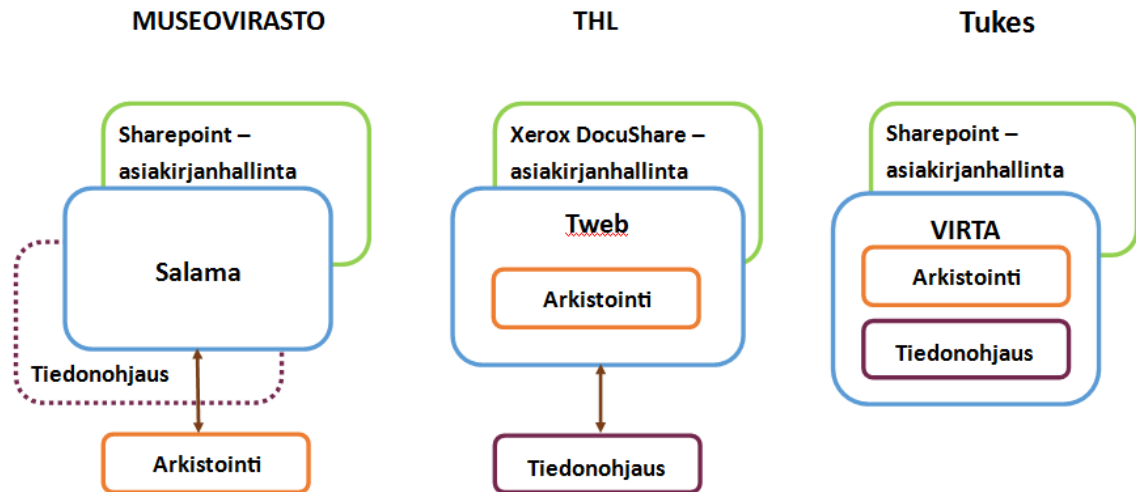 MUSEOVIRASTO
Sharepoint –
asiakirjanhallinta
Salama
Tiedonohjaus
Arkistointi
THL
Xerox DocuShare –
asiakirjanhallinta
Tweb
Arkistointi
Tiedonohjaus
Tukes
Sharepoint –
asiakirjanhallinta
VIRTA
Arkistointi
Tiedonohjaus